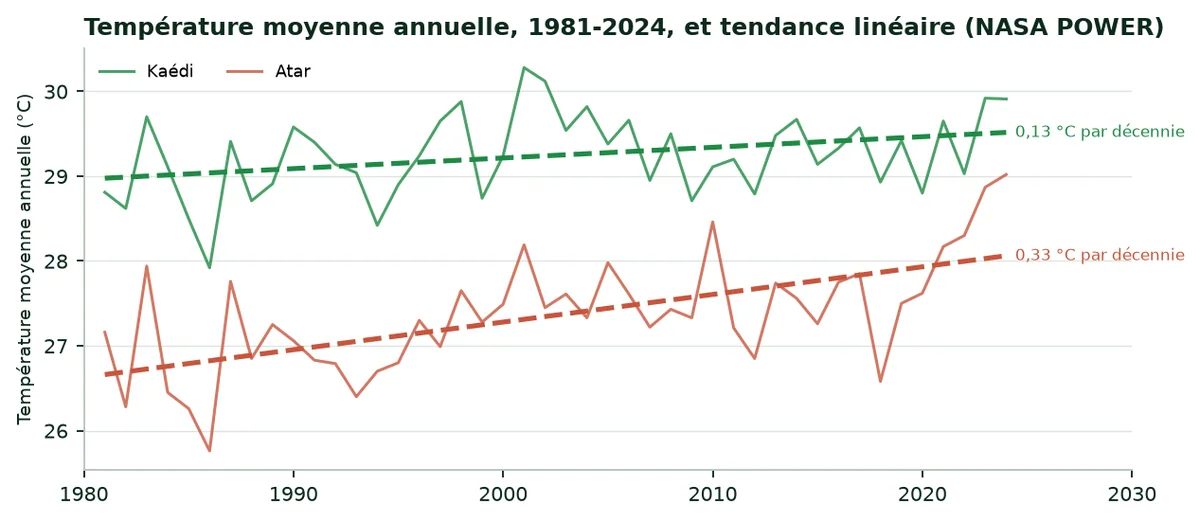 Température moyenne annuelle, 1981-2024, et tendance linéaire (NASA POWER)
Kaédi
Atar
Température moyenne annuelle (°C)
30
29
28
27
26
0,13 °C par décennie
0,33 °C par décennie
1980
1990
2000
2010
2020
2030